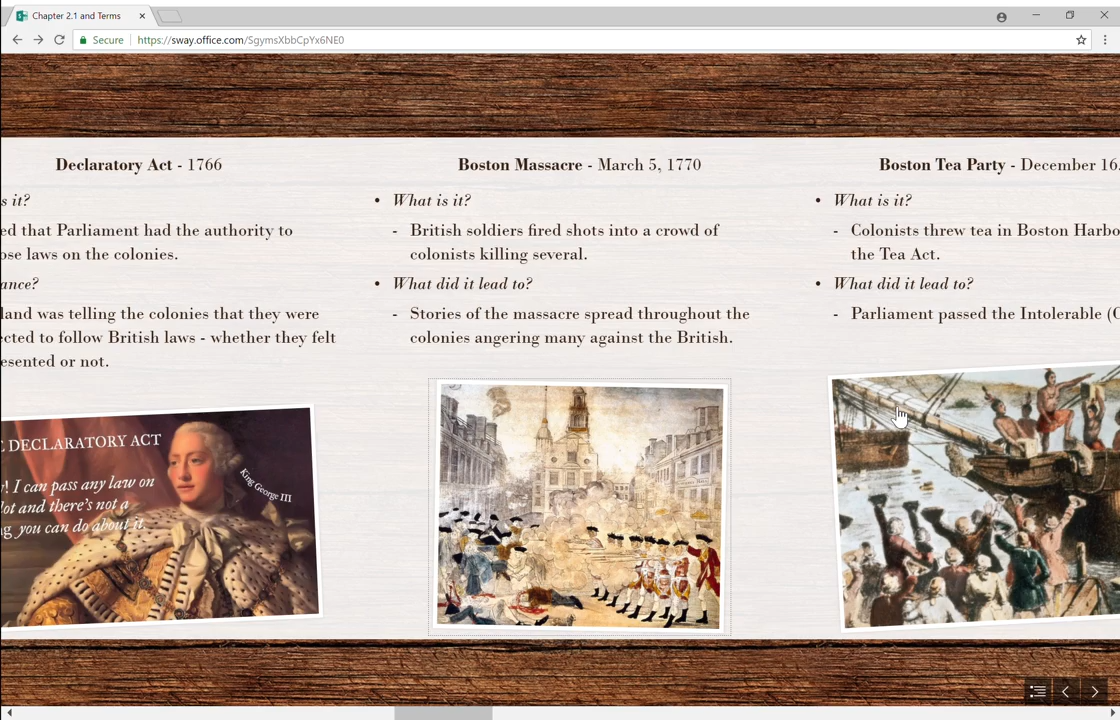 Chapter 2.1 and Terms
Secure
https://sway.office.com/SgymsXbbCpYx6NE0
Declaratory Act - 1766
s it?
ed that Parliament had the authority to
ose laws on the colonies.
ance?
land was telling the colonies that they were
ected to follow British laws - whether they felt
esented or not.
E DECLARATORY ACT
y! I can pass any law on
lot and there's not a
ng you can do about it
King George III
• Boston Massacre - March 5, 1770
• What is it?
- British soldiers fired shots into a crowd of
colonists killing several.
• What did it lead to?
- Stories of the massacre spread throughout the
colonies angering many against the British.
Boston Tea Party - December 16,
• What is it?
- Colonists threw tea in Boston Harbo
the Tea Act.
• What did it lead to?
- Parliament passed the Intolerable (C